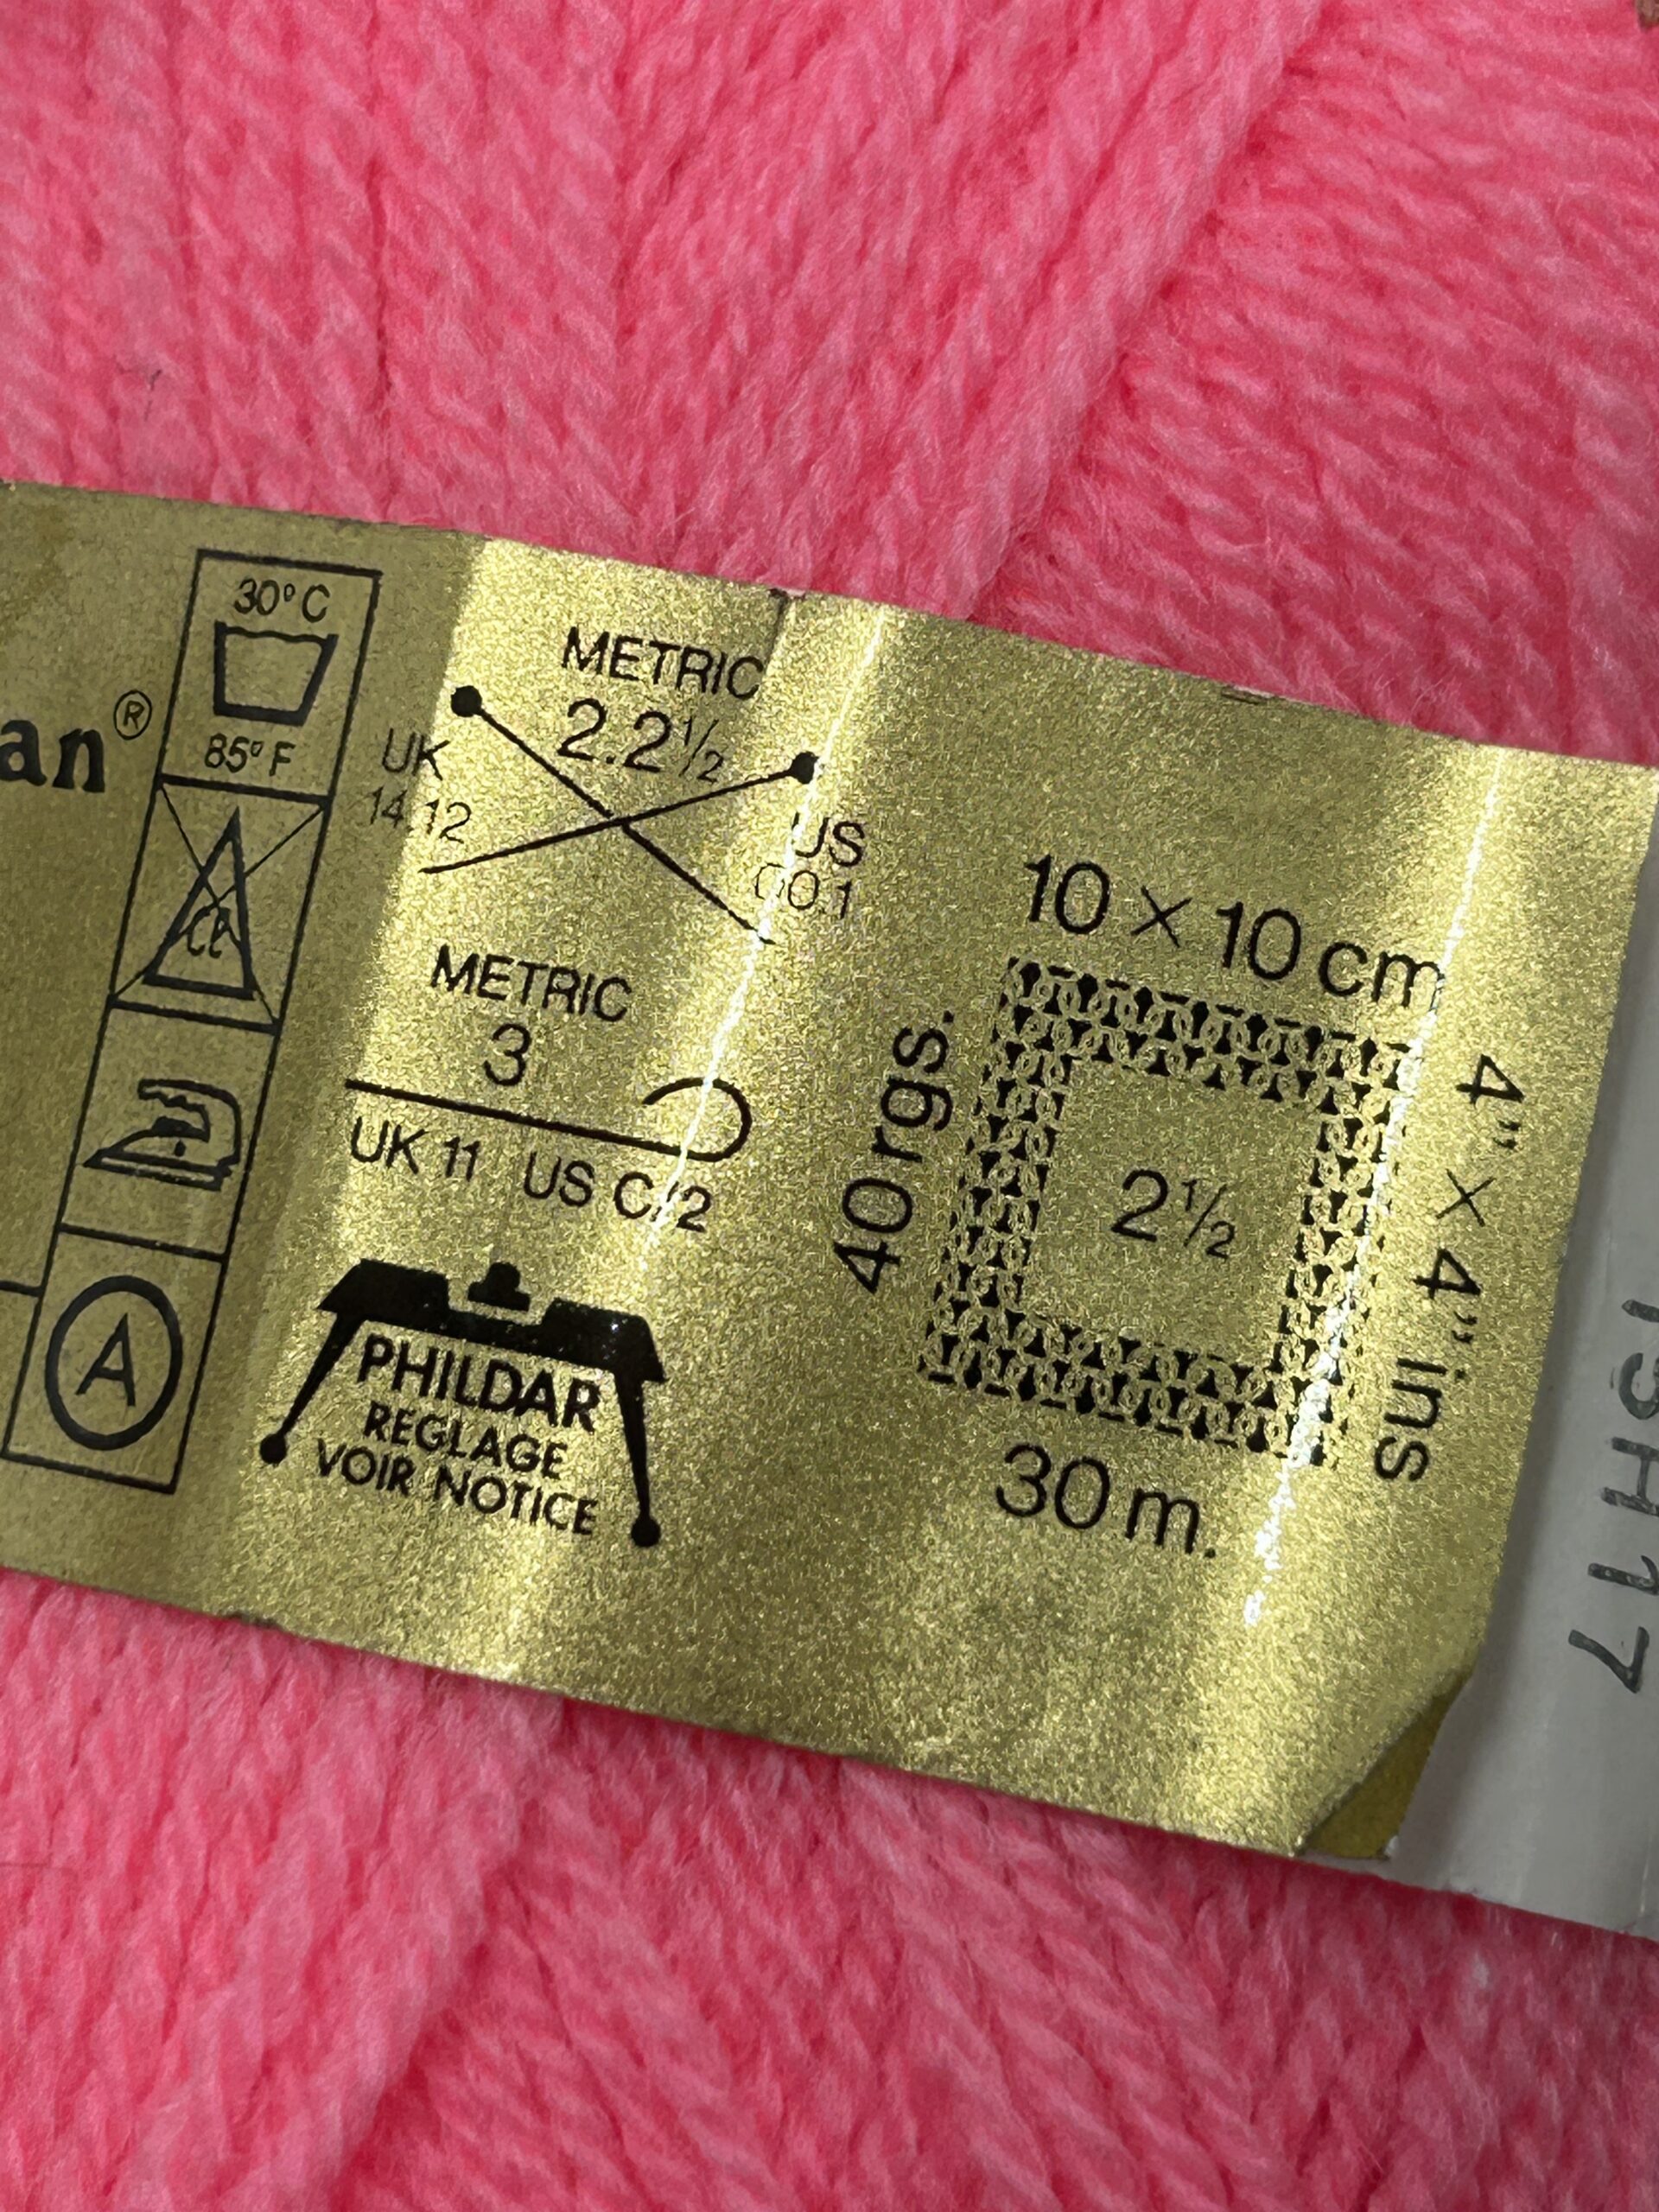 an®
30° C
85° F
Cl
A
METRIC
2.2½
UK
14.12
US
00.1
METRIC
3
UK 11 US C/2
PHILDAR
REGLAGE
VOIR NOTICE
10 × 10 cm
40 rgs.
2½
4” × 4” ins
30 m.